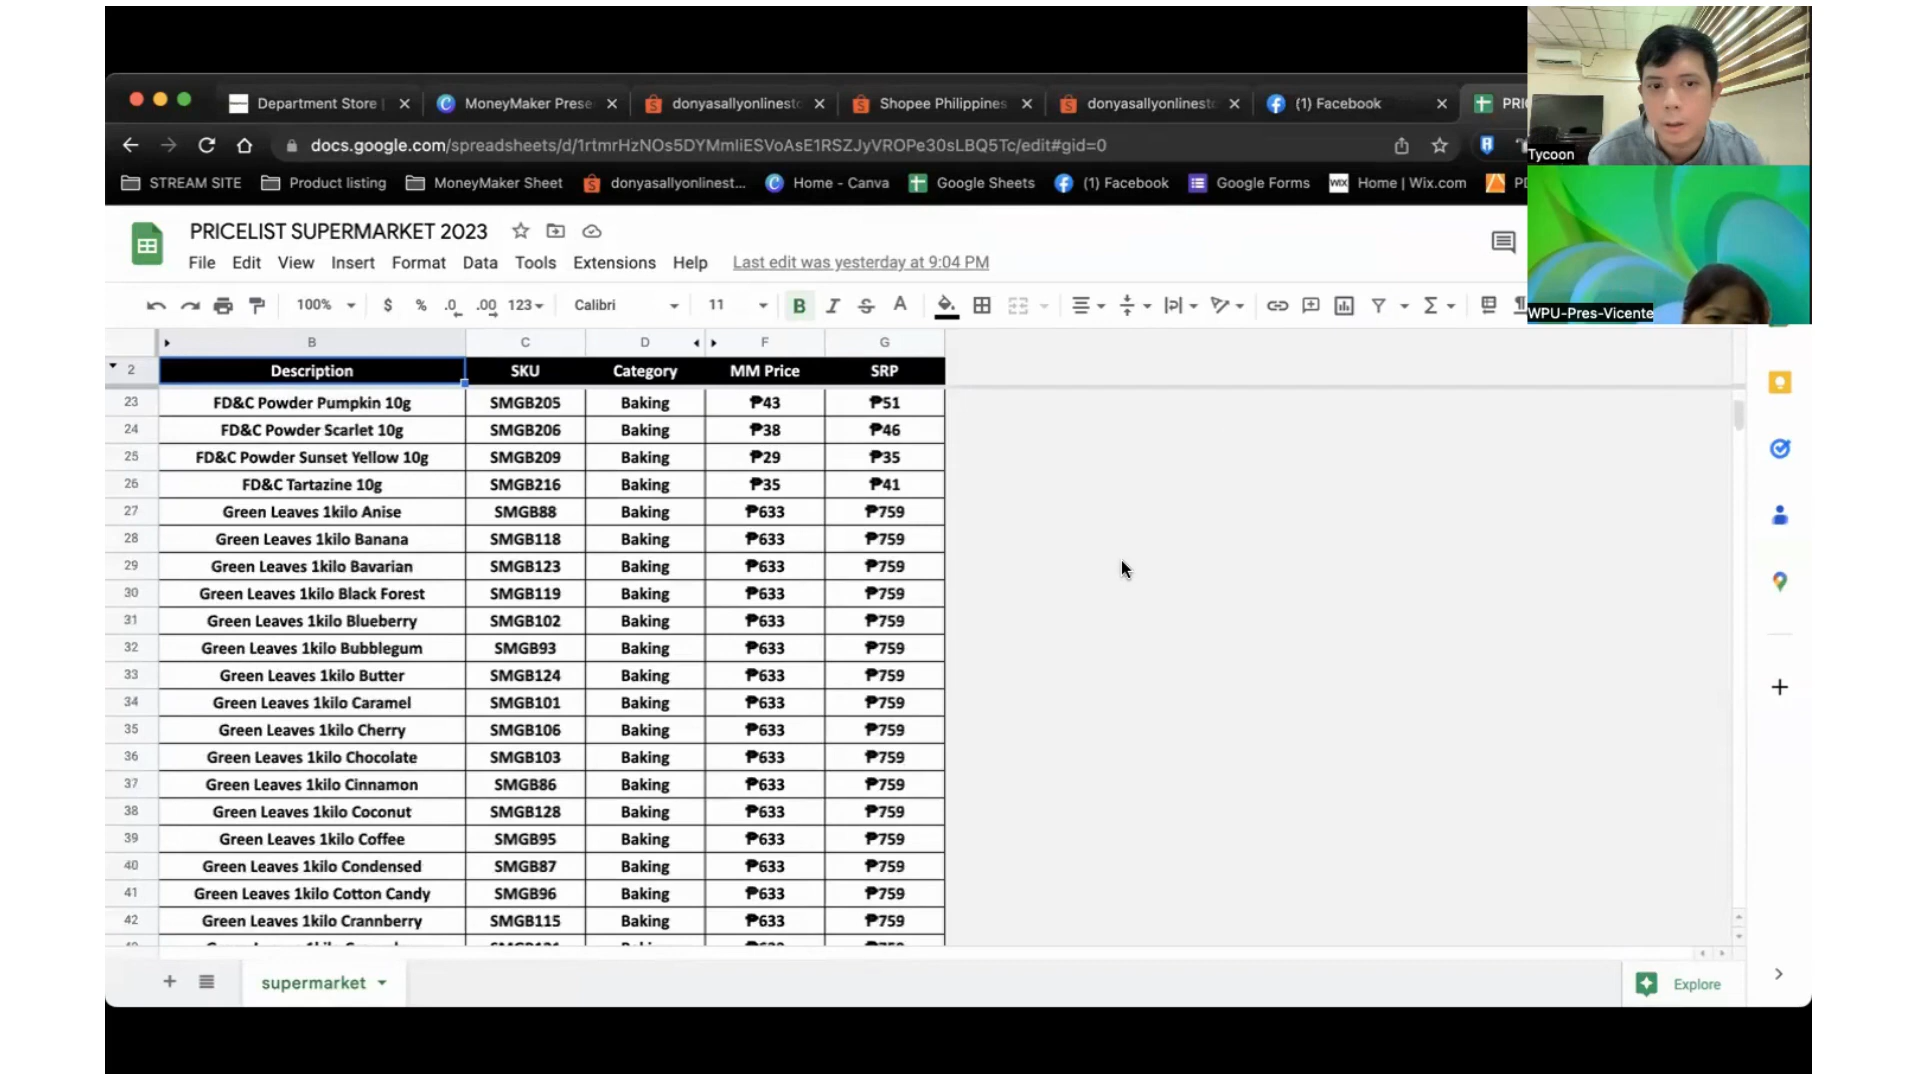 Department Store |
MoneyMaker Prese
donyasallyonlinesto
Shopee Philippines
donyasallyonlinesto
(1) Facebook
PRI
docs.google.com/spreadsheets/d/1rtmrHzNOs5DYMmIiESVoAsE1RSZJyVROPe30sLBQ5Tc/edit#gid=0
Tycoon
STREAM SITE
Product listing
MoneyMaker Sheet
donyasallyonlinest...
Home - Canva
Google Sheets
(1) Facebook
Google Forms
WIX Home | Wix.com
PD
PRICELIST SUPERMARKET 2023
File Edit View Insert Format Data Tools Extensions Help Last edit was yesterday at 9:04 PM
100% $ % .0 .00 123 Calibri 11 B I S A
WPU-Pres-Vicente
B C D F G
2 Description SKU Category MM Price SRP
23 FD&C Powder Pumpkin 10g SMGB205 Baking ₱43 ₱51
24 FD&C Powder Scarlet 10g SMGB206 Baking ₱38 ₱46
25 FD&C Powder Sunset Yellow 10g SMGB209 Baking ₱29 ₱35
26 FD&C Tartazine 10g SMGB216 Baking ₱35 ₱41
27 Green Leaves 1kilo Anise SMGB88 Baking ₱633 ₱759
28 Green Leaves 1kilo Banana SMGB118 Baking ₱633 ₱759
29 Green Leaves 1kilo Bavarian SMGB123 Baking ₱633 ₱759
30 Green Leaves 1kilo Black Forest SMGB119 Baking ₱633 ₱759
31 Green Leaves 1kilo Blueberry SMGB102 Baking ₱633 ₱759
32 Green Leaves 1kilo Bubblegum SMGB93 Baking ₱633 ₱759
33 Green Leaves 1kilo Butter SMGB124 Baking ₱633 ₱759
34 Green Leaves 1kilo Caramel SMGB101 Baking ₱633 ₱759
35 Green Leaves 1kilo Cherry SMGB106 Baking ₱633 ₱759
36 Green Leaves 1kilo Chocolate SMGB103 Baking ₱633 ₱759
37 Green Leaves 1kilo Cinnamon SMGB86 Baking ₱633 ₱759
38 Green Leaves 1kilo Coconut SMGB128 Baking ₱633 ₱759
39 Green Leaves 1kilo Coffee SMGB95 Baking ₱633 ₱759
40 Green Leaves 1kilo Condensed SMGB87 Baking ₱633 ₱759
41 Green Leaves 1kilo Cotton Candy SMGB96 Baking ₱633 ₱759
42 Green Leaves 1kilo Crannberry SMGB115 Baking ₱633 ₱759
supermarket
Explore